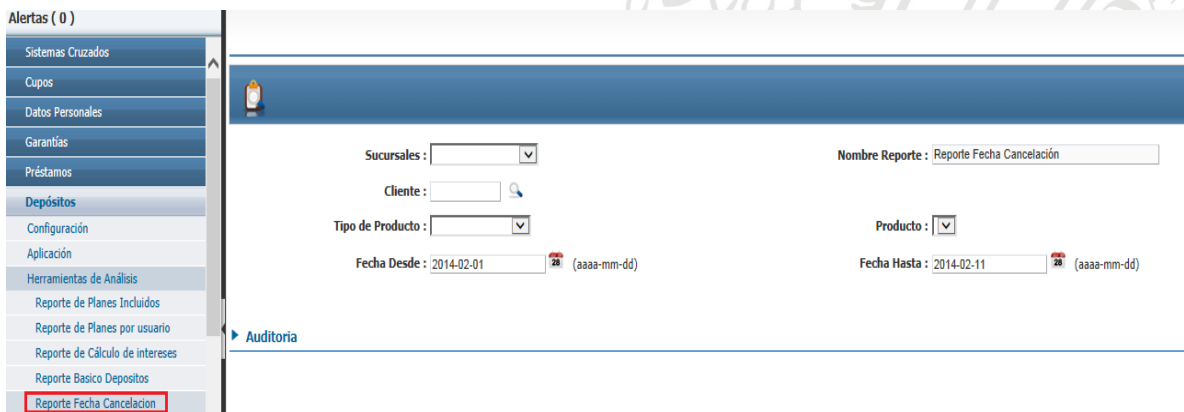 Alertas ( 0 )
Sistemas Cruzados
Cupos
Datos Personales
Garantías
Préstamos
Depósitos
Configuración
Aplicación
Herramientas de Análisis
Reporte de Planes Incluidos
Reporte de Planes por usuario
Reporte de Cálculo de intereses
Reporte Basico Depositos
Reporte Fecha Cancelacion
Sucursales :
Nombre Reporte : Reporte Fecha Cancelación
Cliente :
Tipo de Producto :
Producto :
Fecha Desde : 2014-02-01 28 (aaaa-mm-dd)
Fecha Hasta : 2014-02-11 28 (aaaa-mm-dd)
Auditoria